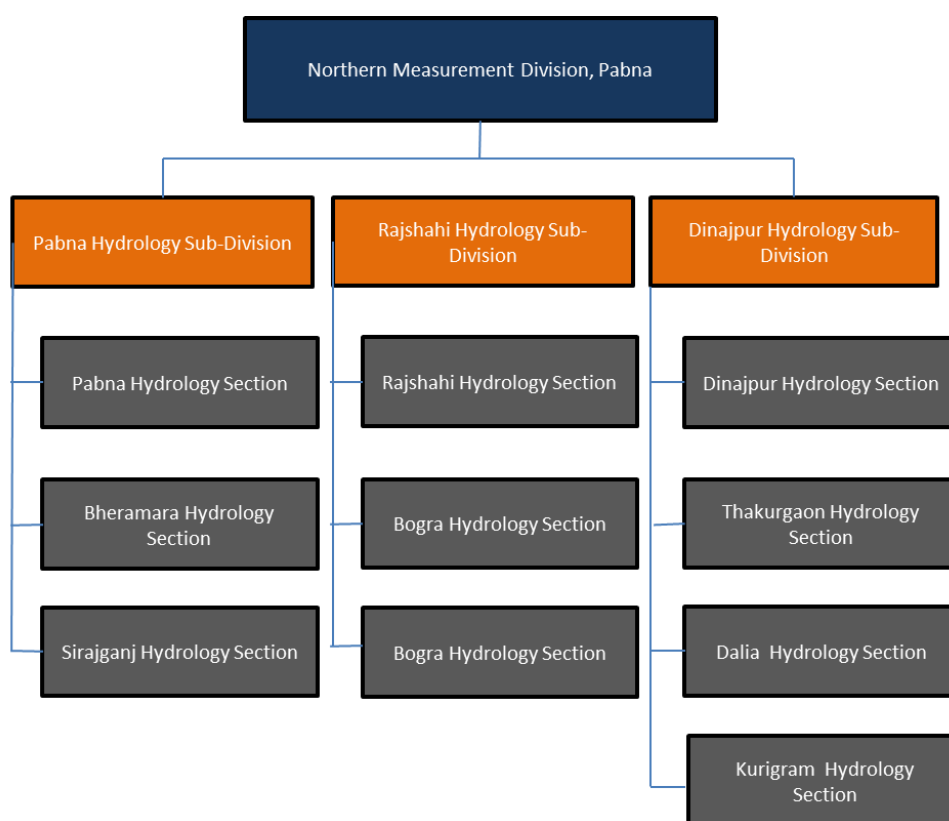 Northern Measurement Division, Pabna
Pabna Hydrology Sub-Division
Rajshahi Hydrology Sub-
Division
Dinajpur Hydrology Sub-
Division
Pabna Hydrology Section
Rajshahi Hydrology Section
Dinajpur Hydrology Section
Bheramara Hydrology
Section
Bogra Hydrology Section
Thakurgaon Hydrology
Section
Sirajganj Hydrology Section
Bogra Hydrology Section
Dalia  Hydrology Section
Kurigram  Hydrology
Section